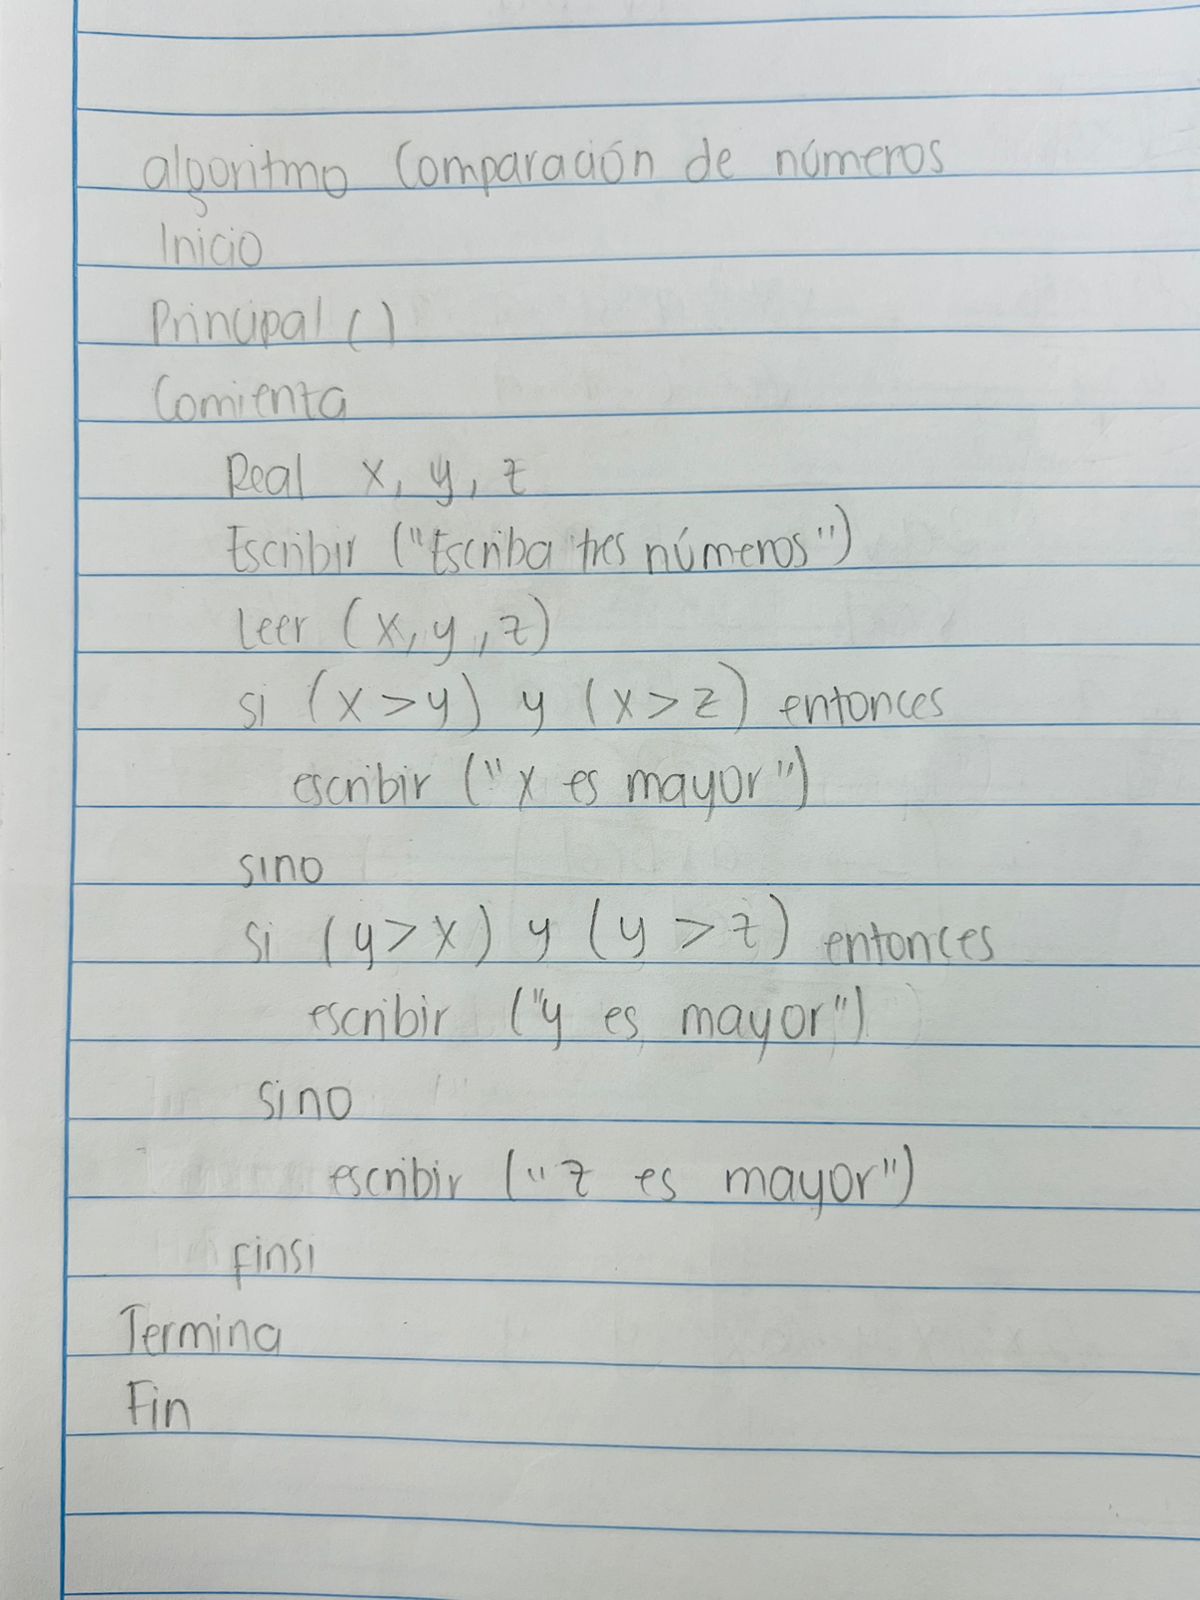 algoritmo Comparación de números
Inicio
Principal ( )
Comienta
Real x, y, z
Escribir ("Escriba tres números")
Leer (x, y, z)
si (x > y) y (x > z) entonces
escribir ("x es mayor")
sino
si (y > x) y (y > z) entonces
escribir ("y es mayor")
sino
escribir ("z es mayor")
finsi
Termina
Fin